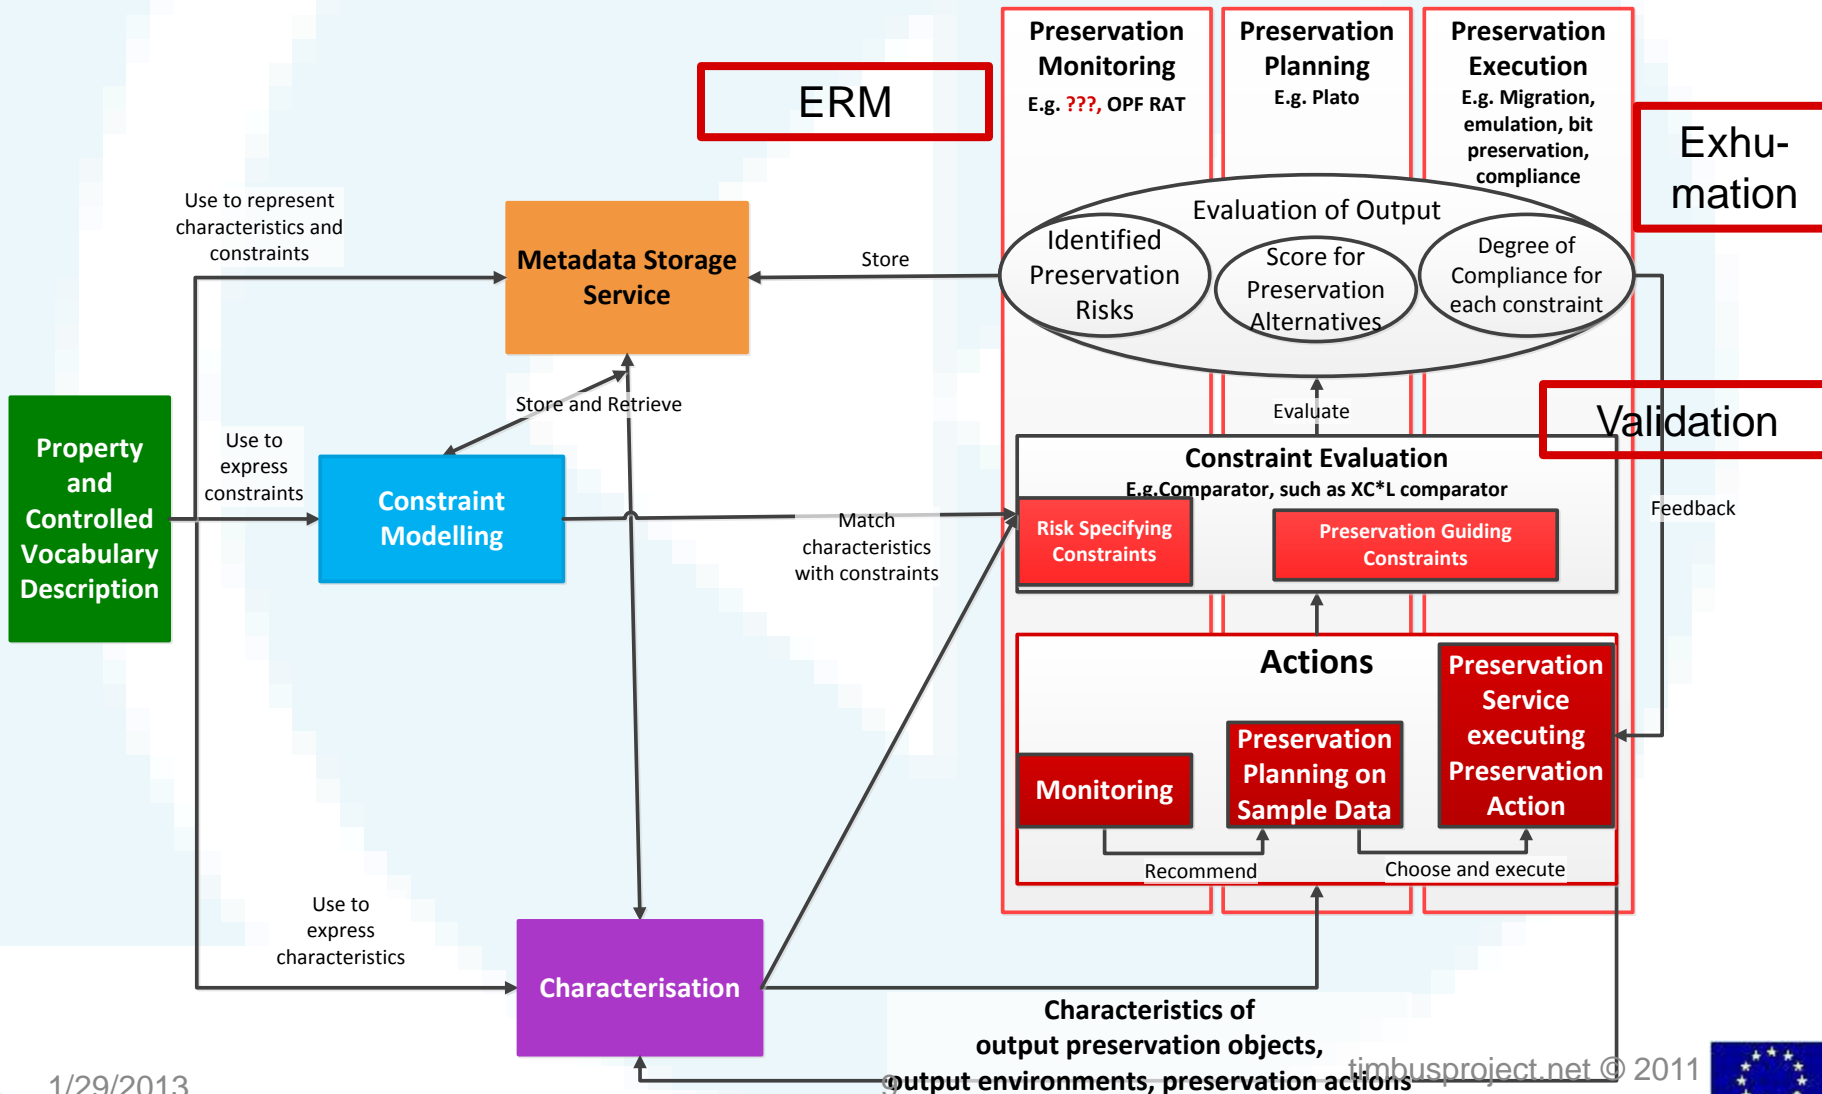 Preservation
Monitoring
E.g. ???, OPF RAT
Preservation
Planning
E.g. Plato
Preservation
Execution
E.g. Migration,
emulation, bit
preservation,
compliance
ERM
Exhu-
mation
Use to represent
characteristics and
constraints
Metadata Storage
Service
Store
Evaluation of Output
Identified
Preservation
Risks
Score for
Preservation
Alternatives
Degree of
Compliance for
each constraint
Store and Retrieve
Evaluate
Validation
Property
and
Controlled
Vocabulary
Description
Use to
express
constraints
Constraint
Modelling
Match
characteristics
with constraints
Constraint Evaluation
E.g.Comparator, such as XC*L comparator
Risk Specifying
Constraints
Preservation Guiding
Constraints
Feedback
Actions
Monitoring
Preservation
Planning on
Sample Data
Preservation
Service
executing
Preservation
Action
Recommend
Choose and execute
Use to
express
characteristics
Characterisation
Characteristics of
output preservation objects,
output environments, preservation actions
1/29/2013
9
timbusproject.net © 2011